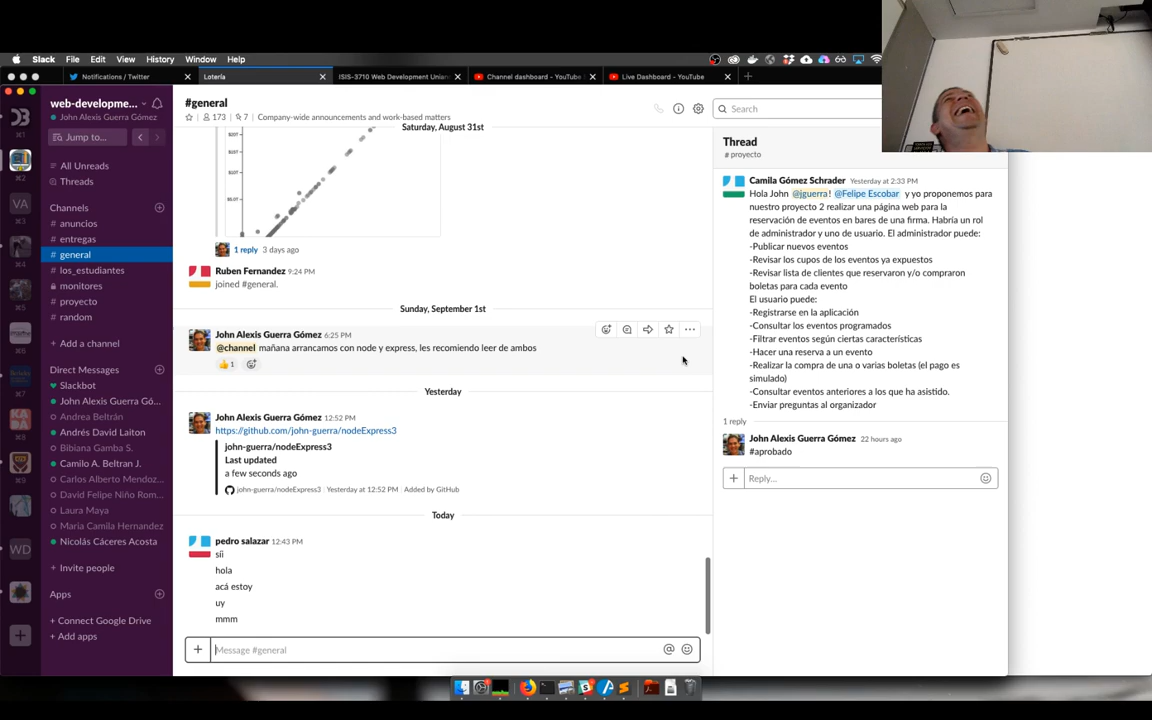 Slack File Edit View History Window Help
Notifications / Twitter
Lotería
ISIS-3710 Web Development Unian
Channel dashboard - YouTube
Live Dashboard - YouTube
web-developme...
John Alexis Guerra Gómez
Jump to...
All Unreads
Threads
Channels
# anuncios
# entregas
# general
# los_estudiantes
monitores
# proyecto
# random
+ Add a channel
Direct Messages
Slackbot
John Alexis Guerra Gó...
Andrea Beltrán
Andrés David Laiton
Bibiana Gamba S.
Camilo A. Beltran J.
Carlos Alberto Mendoz...
David Felipe Niño Rom...
Laura Maya
Maria Camila Hernandez
Nicolás Cáceres Acosta
+ Invite people
Apps
+ Connect Google Drive
+ Add apps
⌘1
⌘2
VA
⌘3
⌘4
⌘5
⌘6
⌘7
⌘8
⌘9
WD
#general
173 7 Company-wide announcements and work-based matters
Search
Saturday, August 31st
1 reply 3 days ago
Ruben Fernandez 9:24 PM
joined #general.
Sunday, September 1st
John Alexis Guerra Gómez 6:25 PM
@channel mañana arrancamos con node y express, les recomiendo leer de ambos
1
Yesterday
John Alexis Guerra Gómez 12:52 PM
https://github.com/john-guerra/nodeExpress3
john-guerra/nodeExpress3
Last updated
a few seconds ago
john-guerra/nodeExpress3 | Yesterday at 12:52 PM | Added by GitHub
Today
pedro salazar 12:43 PM
síi
hola
acá estoy
uy
mmm
Message #general
Thread
# proyecto
Camila Gómez Schrader Yesterday at 2:33 PM
Hola John @jguerra! @Felipe Escobar y yo proponemos para
nuestro proyecto 2 realizar una página web para la
reservación de eventos en bares de una firma. Habría un rol
de administrador y uno de usuario. El administrador puede:
-Publicar nuevos eventos
-Revisar los cupos de los eventos ya expuestos
-Revisar lista de clientes que reservaron y/o compraron
boletas para cada evento
El usuario puede:
-Registrarse en la aplicación
-Consultar los eventos programados
-Filtrar eventos según ciertas características
-Hacer una reserva a un evento
-Realizar la compra de una o varias boletas (el pago es
simulado)
-Consultar eventos anteriores a los que ha asistido.
-Enviar preguntas al organizador
1 reply
John Alexis Guerra Gómez 22 hours ago
#aprobado
Reply...